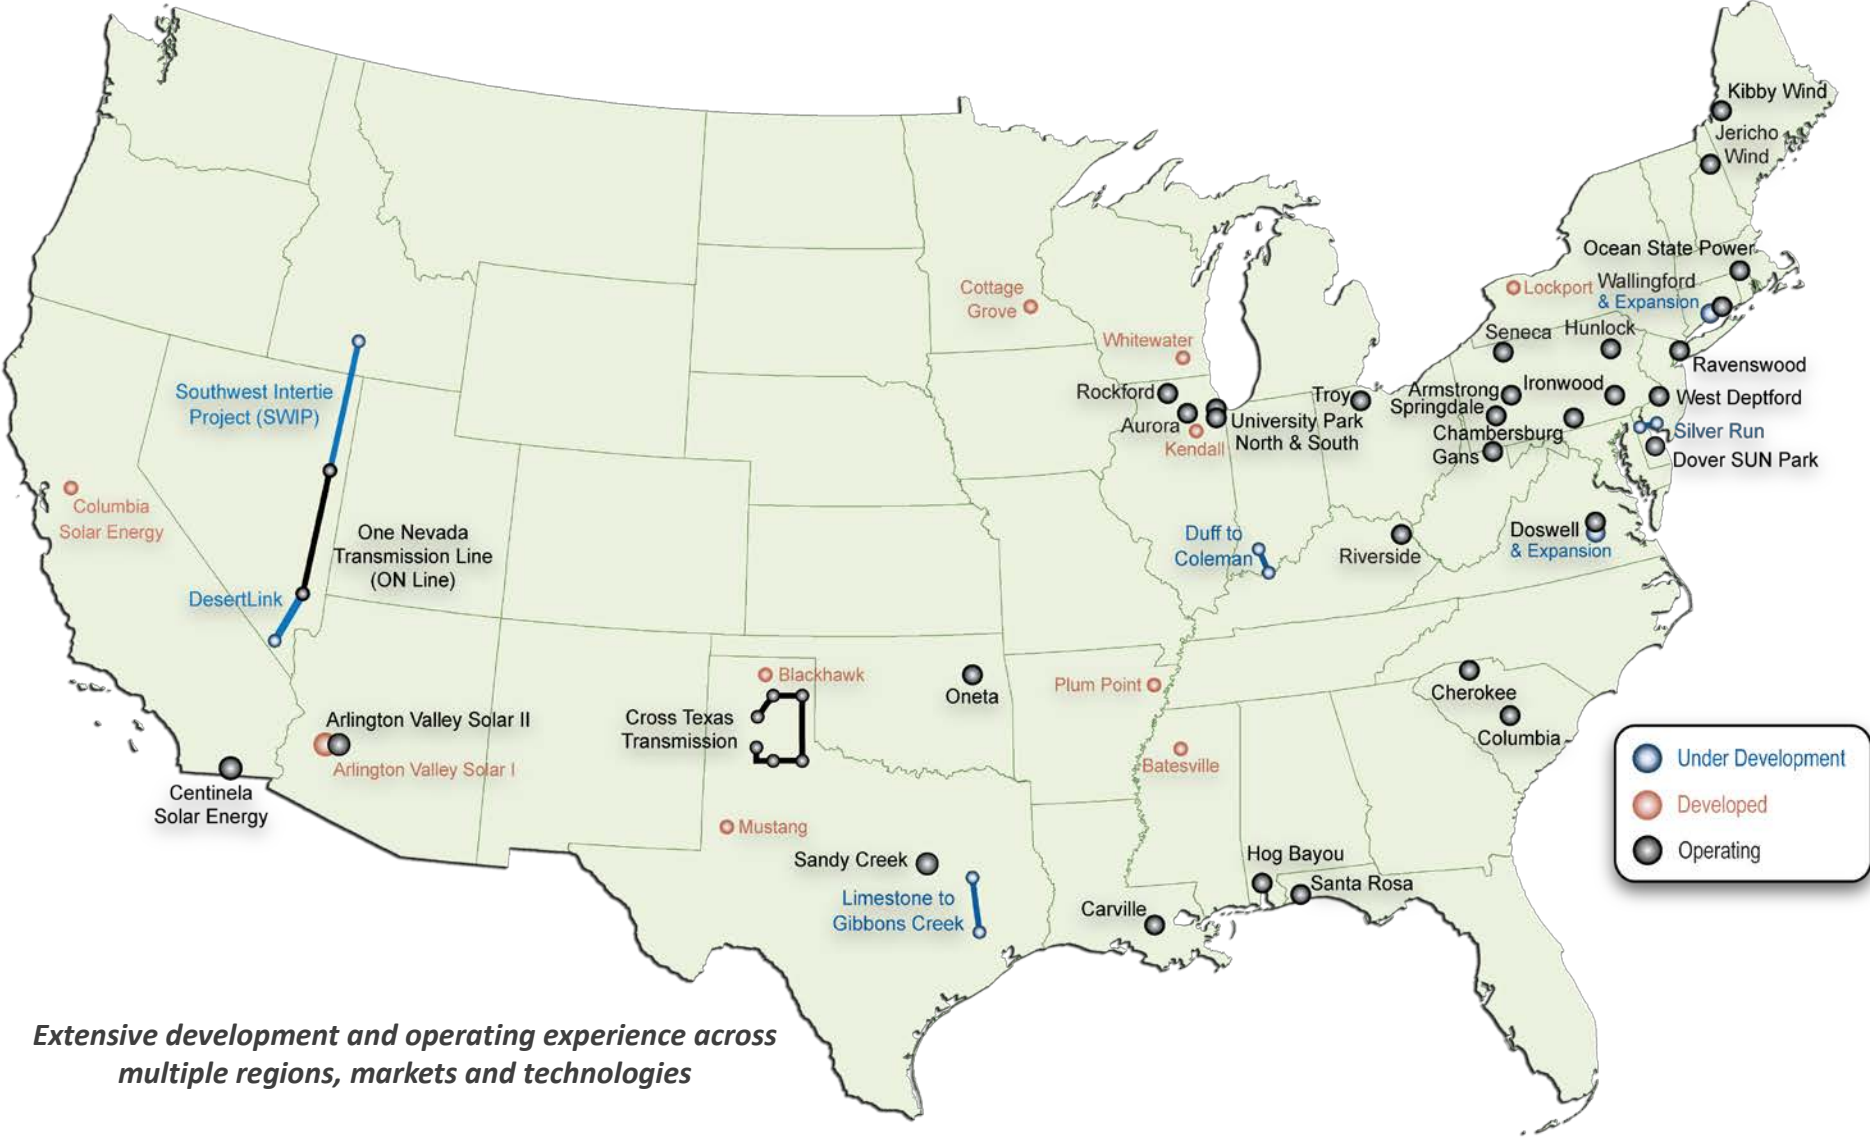 Kibby Wind
Jericho
Wind
Ocean State Power
Lockport
Wallingford
& Expansion
Seneca
Hunlock
Ravenswood
Armstrong
Ironwood
Springdale
West Deptford
Chambersburg
Silver Run
Gans
Dover SUN Park
Cottage
Grove
Whitewater
Rockford
Troy
Aurora
University Park
North & South
Kendall
Southwest Intertie
Project (SWIP)
Columbia
Solar Energy
One Nevada
Transmission Line
(ON Line)
DesertLink
Duff to
Coleman
Riverside
Doswell
& Expansion
Blackhawk
Oneta
Plum Point
Cherokee
Columbia
Cross Texas
Transmission
Arlington Valley Solar II
Arlington Valley Solar I
Batesville
Centinela
Solar Energy
Mustang
Sandy Creek
Limestone to
Gibbons Creek
Hog Bayou
Santa Rosa
Carville
Under Development
Developed
Operating
Extensive development and operating experience across
multiple regions, markets and technologies